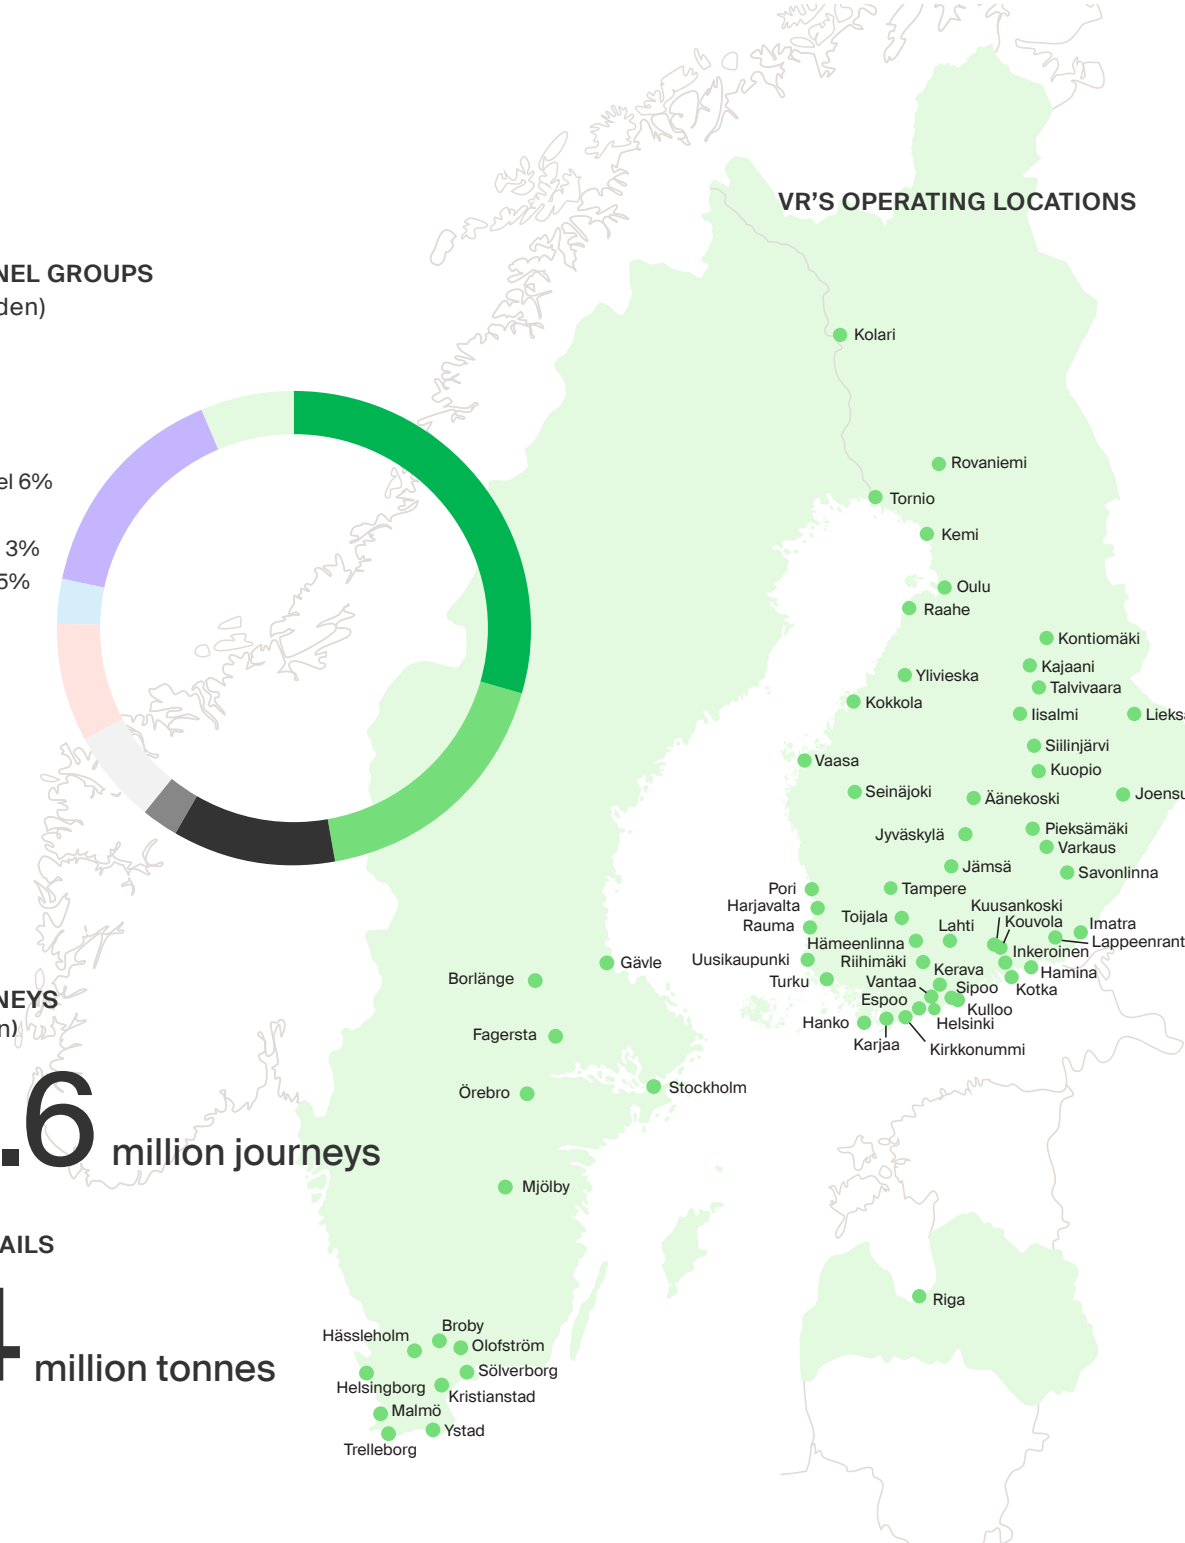 VR'S OPERATING LOCATIONS
NEL GROUPS
den)
el 6%
3%
5%
NEYS
n)
.6 million journeys
AILS
4 million tonnes
Kolari
Rovaniemi
Tornio
Kemi
Oulu
Raahe
Kontiomäki
Kajaani
Ylivieska
Talvivaara
Kokkola
Iisalmi
Lieks
Siilinjärvi
Vaasa
Kuopio
Seinäjoki
Äänekoski
Joensu
Jyväskylä
Pieksämäki
Varkaus
Jämsä
Savonlinna
Pori
Tampere
Harjavalta
Kuusankoski
Toijala
Kouvola
Rauma
Lahti
Imatra
Hämeenlinna
Lappeenrant
Inkeroinen
Uusikaupunki
Riihimäki
Kerava
Hamina
Turku
Vantaa
Sipoo
Kotka
Espoo
Kulloo
Hanko
Helsinki
Karjaa
Kirkkonummi
Gävle
Borlänge
Fagersta
Stockholm
Örebro
Mjölby
Riga
Broby
Hässleholm
Olofström
Sölverborg
Helsingborg
Kristianstad
Malmö
Ystad
Trelleborg